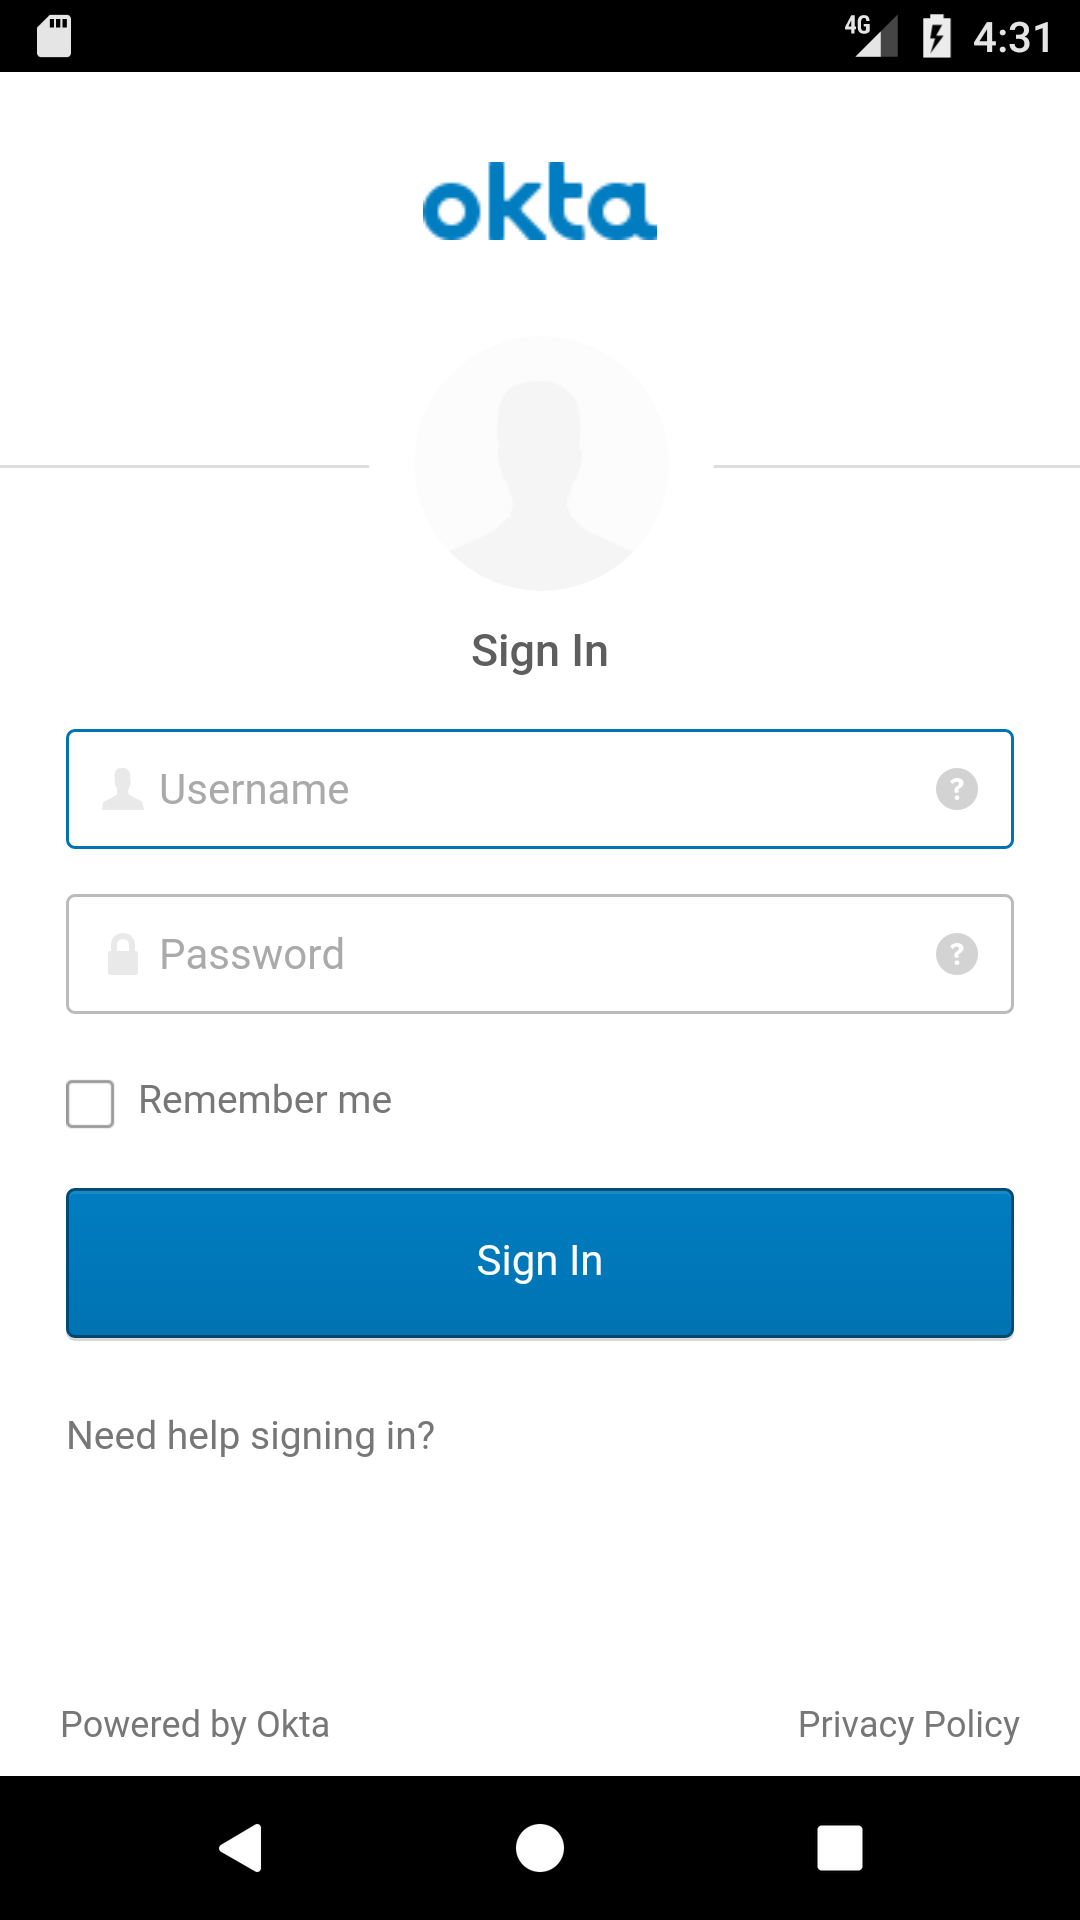 4G 4:31
okta
Sign In
Username ?
Password ?
Remember me
Sign In
Need help signing in?
Powered by Okta Privacy Policy